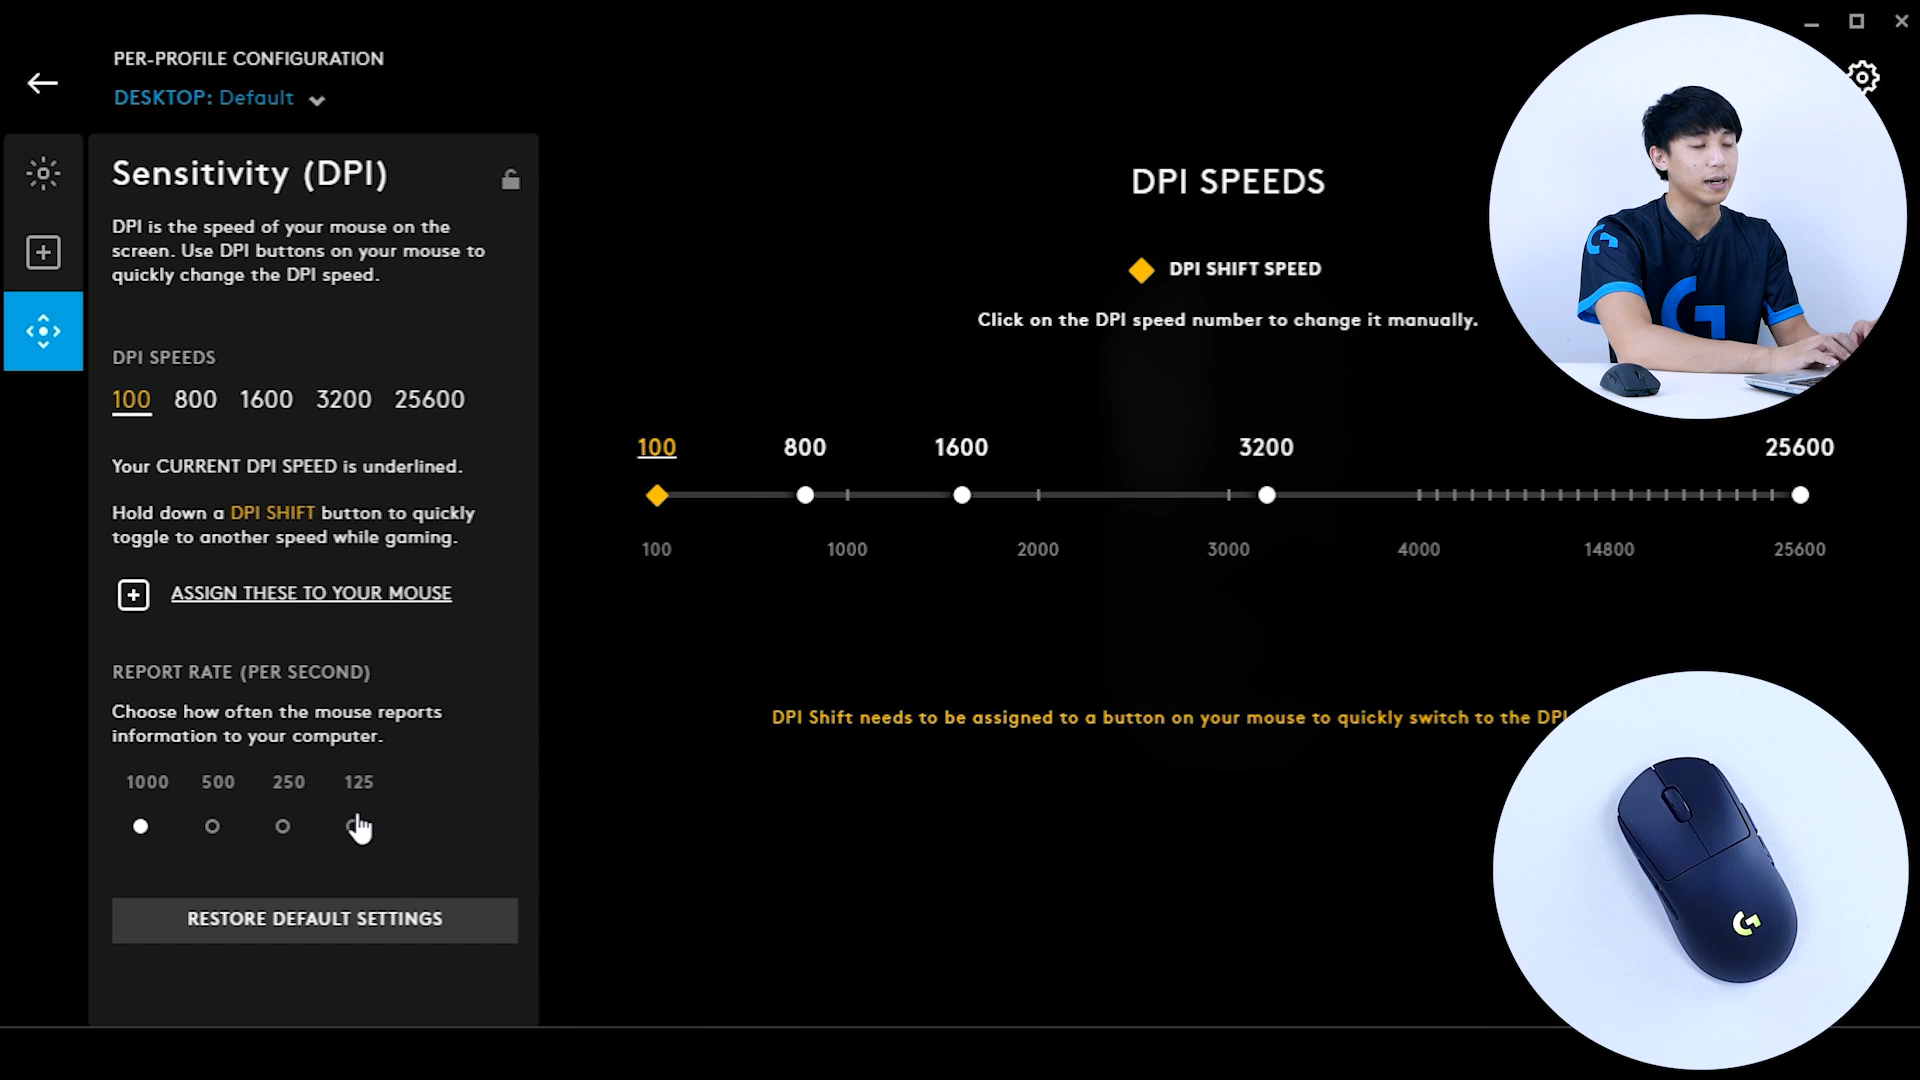 PER-PROFILE CONFIGURATION
DESKTOP: Default
Sensitivity (DPI)
DPI is the speed of your mouse on the
screen. Use DPI buttons on your mouse to
quickly change the DPI speed.
DPI SPEEDS
100 800 1600 3200 25600
Your CURRENT DPI SPEED is underlined.
Hold down a DPI SHIFT button to quickly
toggle to another speed while gaming.
ASSIGN THESE TO YOUR MOUSE
REPORT RATE (PER SECOND)
Choose how often the mouse reports
information to your computer.
1000 500 250 125
RESTORE DEFAULT SETTINGS
DPI SPEEDS
DPI SHIFT SPEED
Click on the DPI speed number to change it manually.
100 800 1600 3200 25600
100 1000 2000 3000 4000 14800 25600
DPI Shift needs to be assigned to a button on your mouse to quickly switch to the DPI